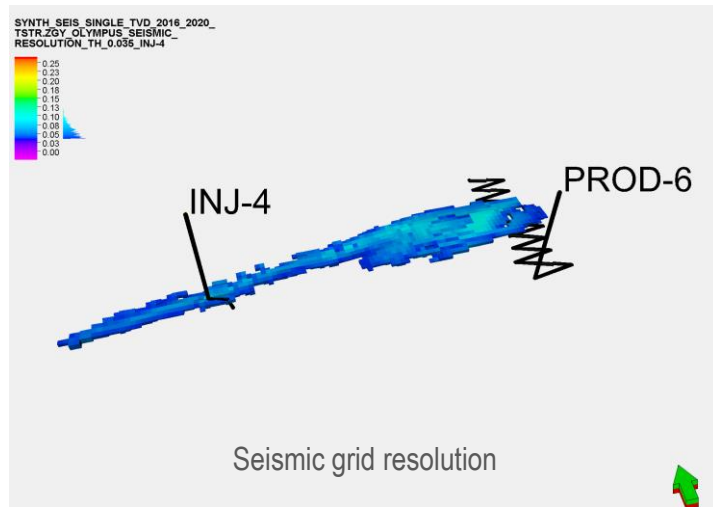 SYNTH_SEIS_SINGLE_TVD_2016_2020_
TSTR.ZGY_OLYMPUS_SEISMIC_
RESOLUTION_TH_0.035_INJ-4
0.25
0.23
0.20
0.18
0.15
0.13
0.10
0.08
0.05
0.03
0.00
INJ-4
PROD-6
Seismic grid resolution